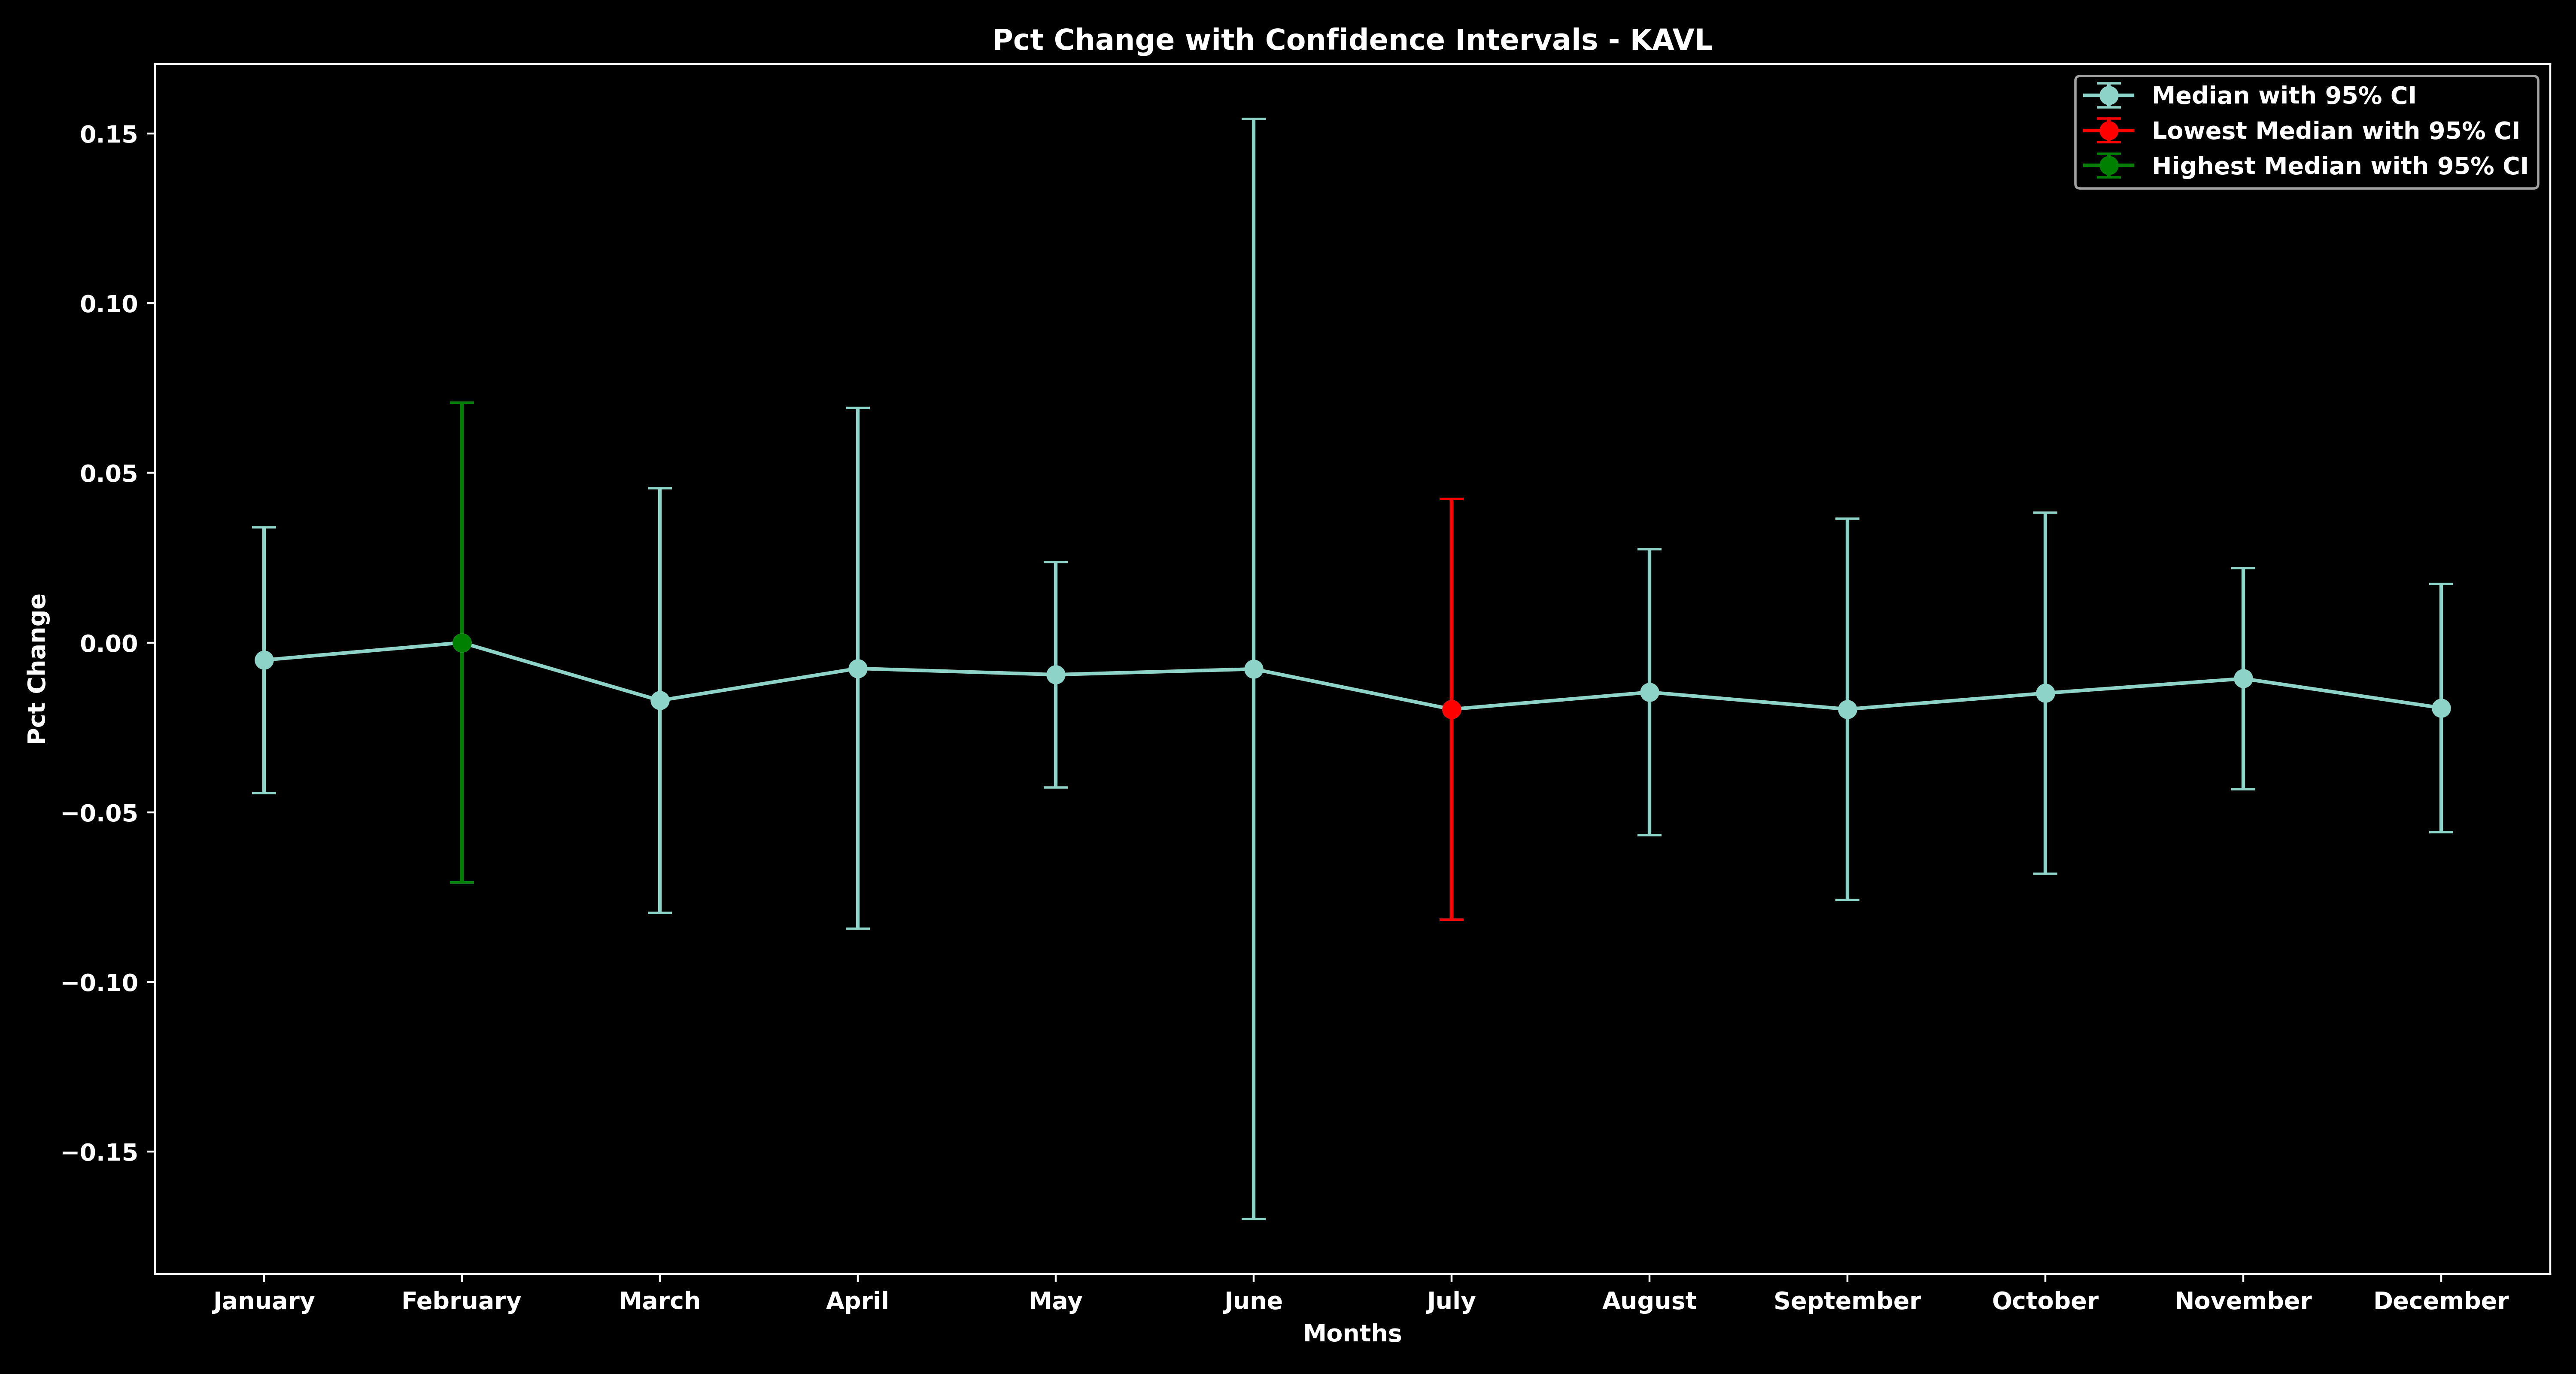 Pct Change with Confidence Intervals - KAVL
Median with 95% CI
Lowest Median with 95% CI
Highest Median with 95% CI
0.15
0.10
0.05
0.00
−0.05
−0.10
−0.15
Pct Change
January February March April May June July August September October November December
Months